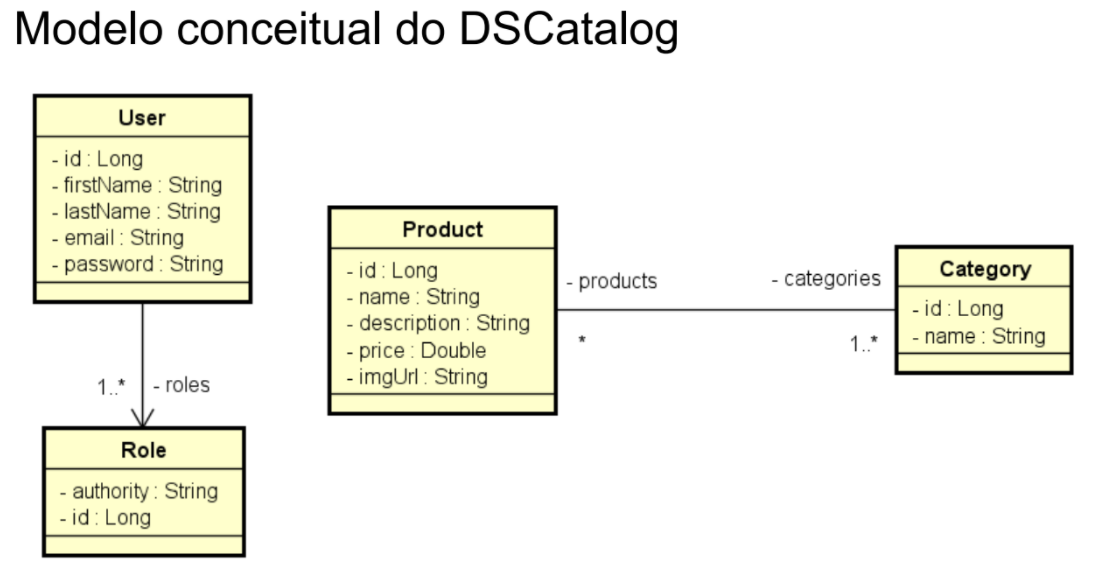 Modelo conceitual do DSCatalog
User
- id : Long
- firstName : String
- lastName : String
- email : String
- password : String
1..* - roles
Role
- authority : String
- id : Long
Product
- id : Long
- name : String
- description : String
- price : Double
- imgUrl : String
- products
*
- categories
1..*
Category
- id : Long
- name : String